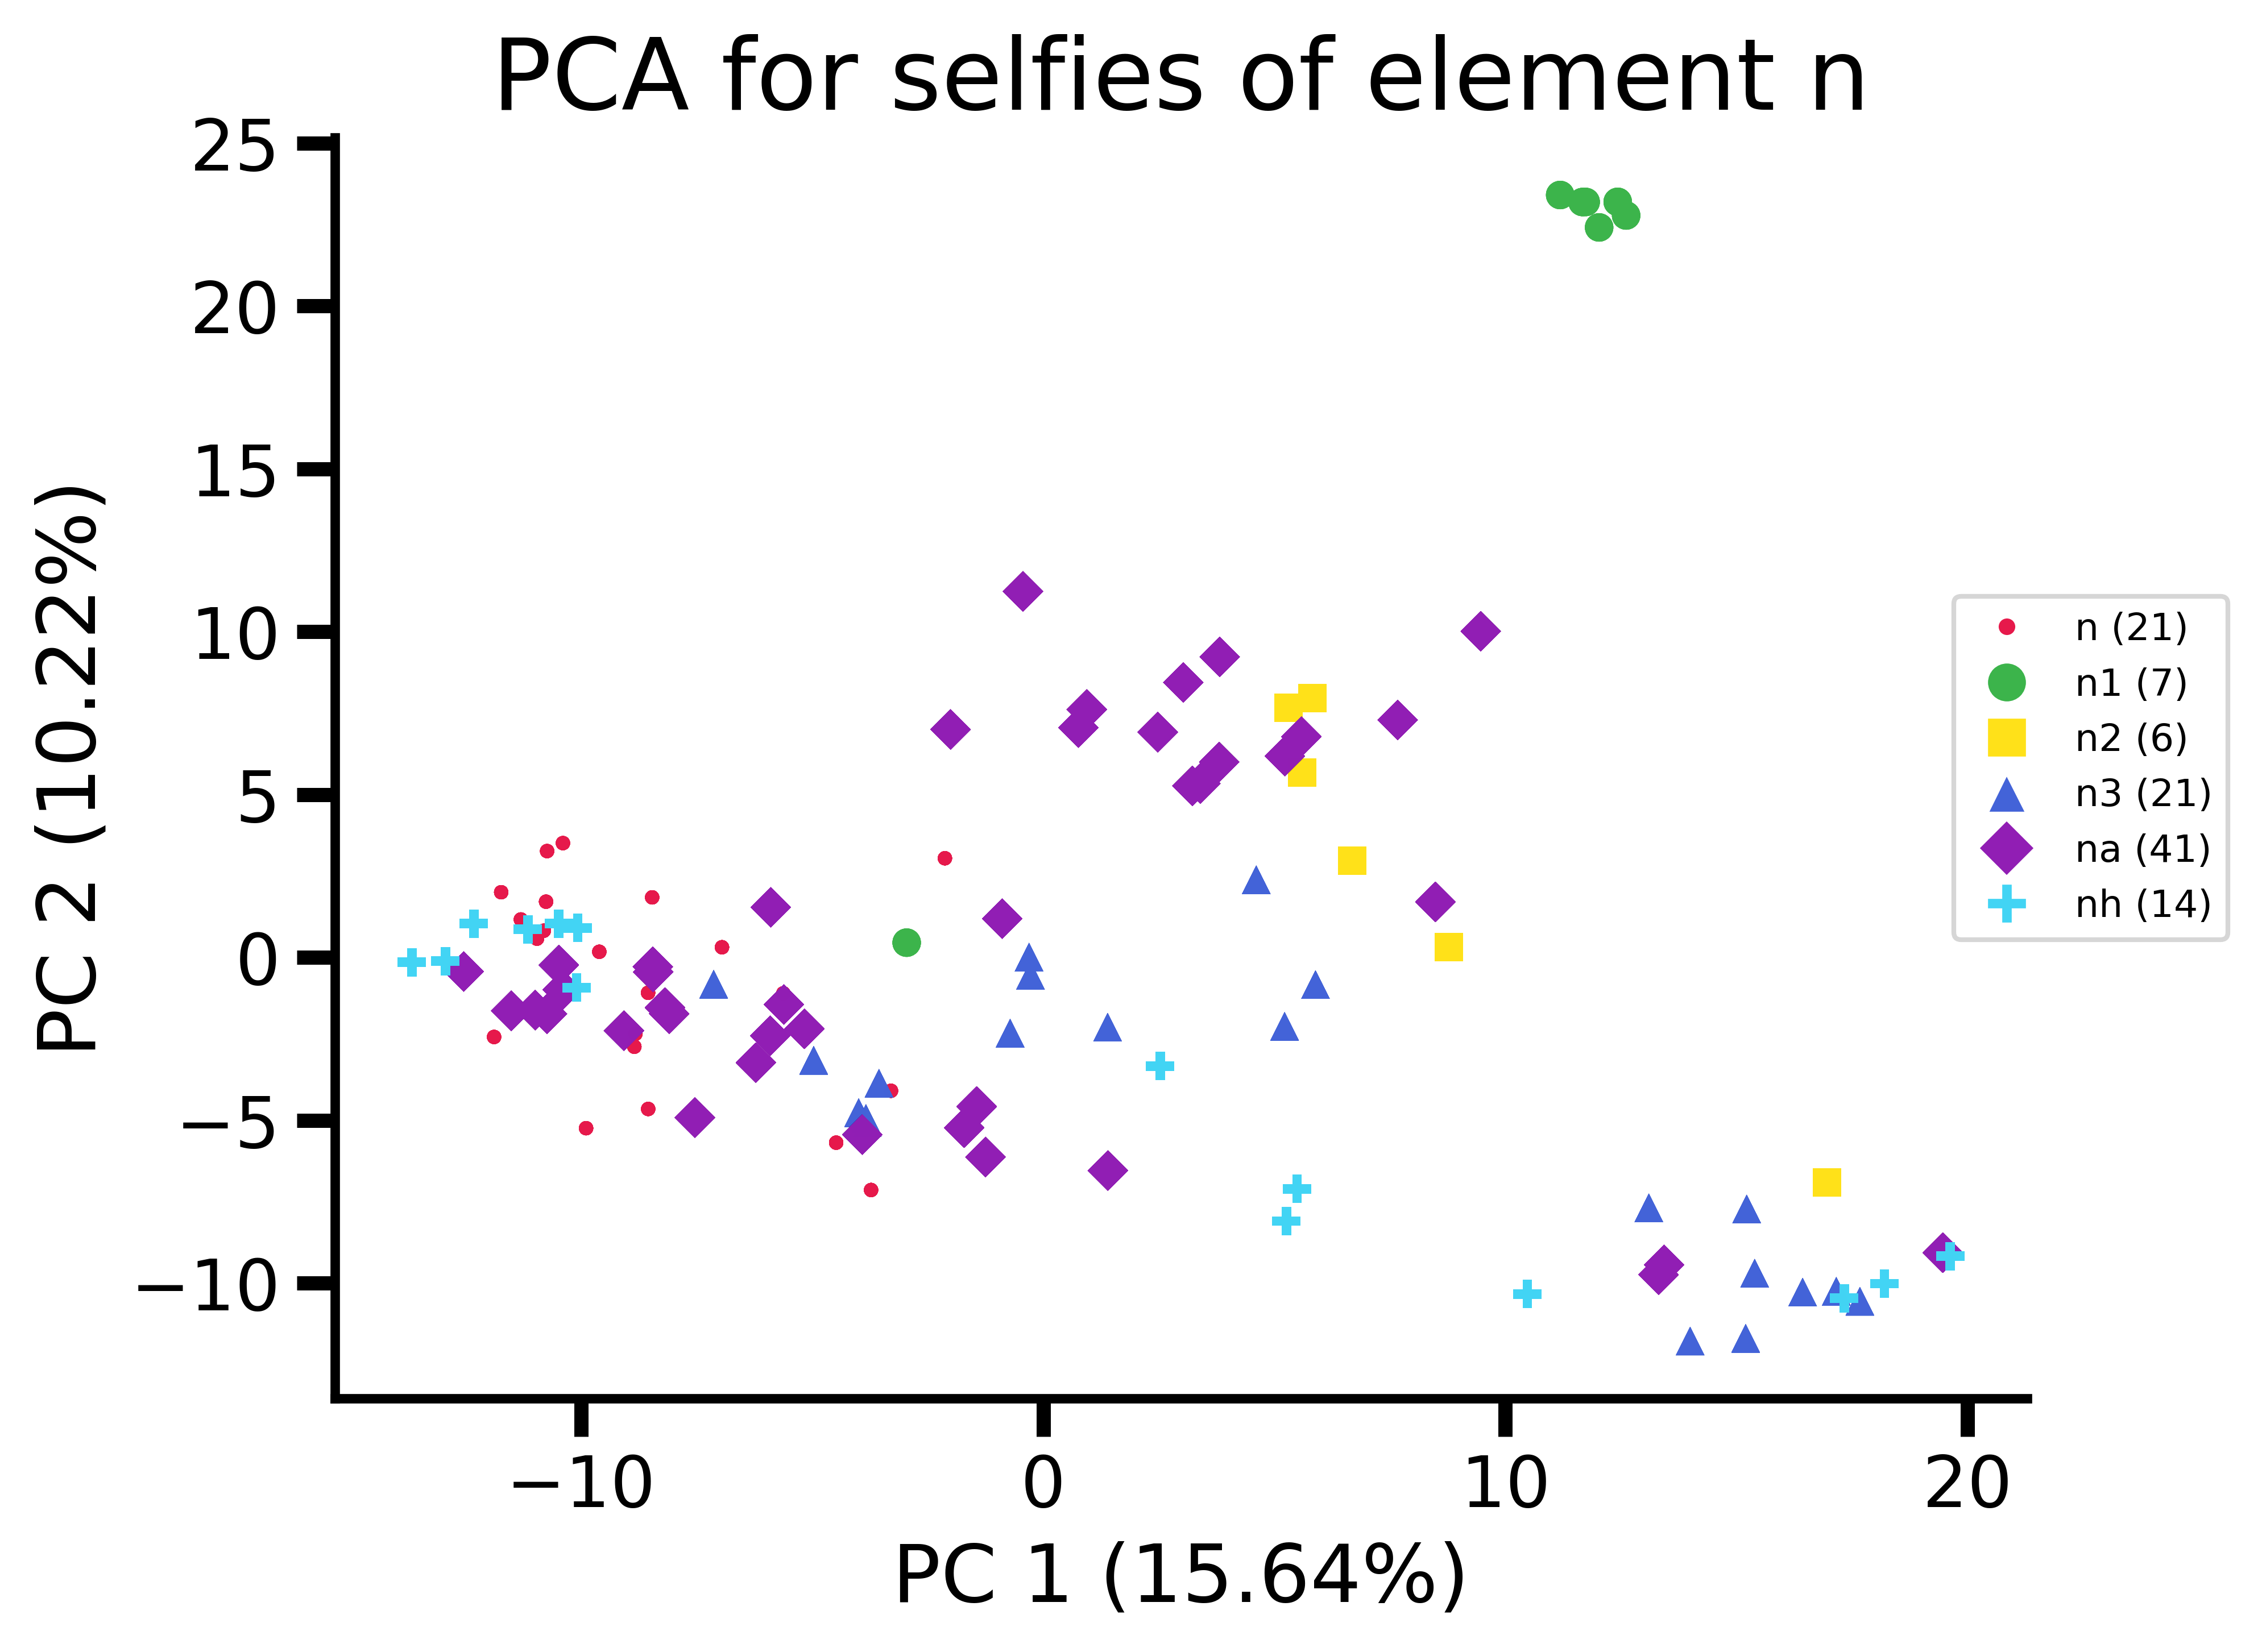 PCA for selfies of element n
25
20
15
10
5
0
−5
−10
PC 2 (10.22%)
−10
0
10
20
PC 1 (15.64%)
n (21)
n1 (7)
n2 (6)
n3 (21)
na (41)
nh (14)